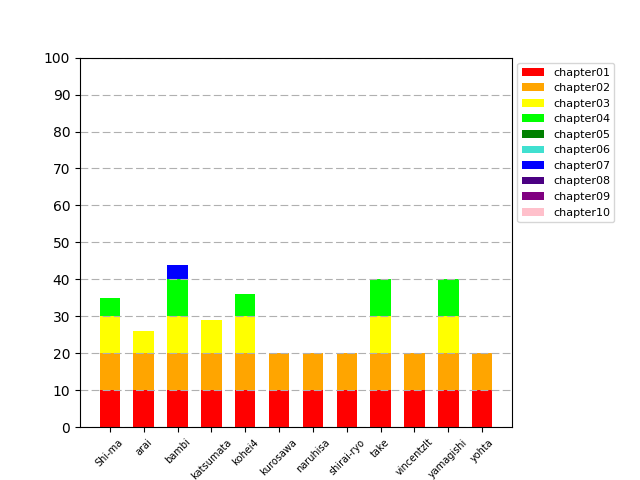 100
90
80
70
60
50
40
30
20
10
0
Shi-ma
arai
bambi
katsumata
kohei4
kurosawa
naruhisa
shirai-ryo
take
vincentzlt
yamagishi
yohta
chapter01
chapter02
chapter03
chapter04
chapter05
chapter06
chapter07
chapter08
chapter09
chapter10